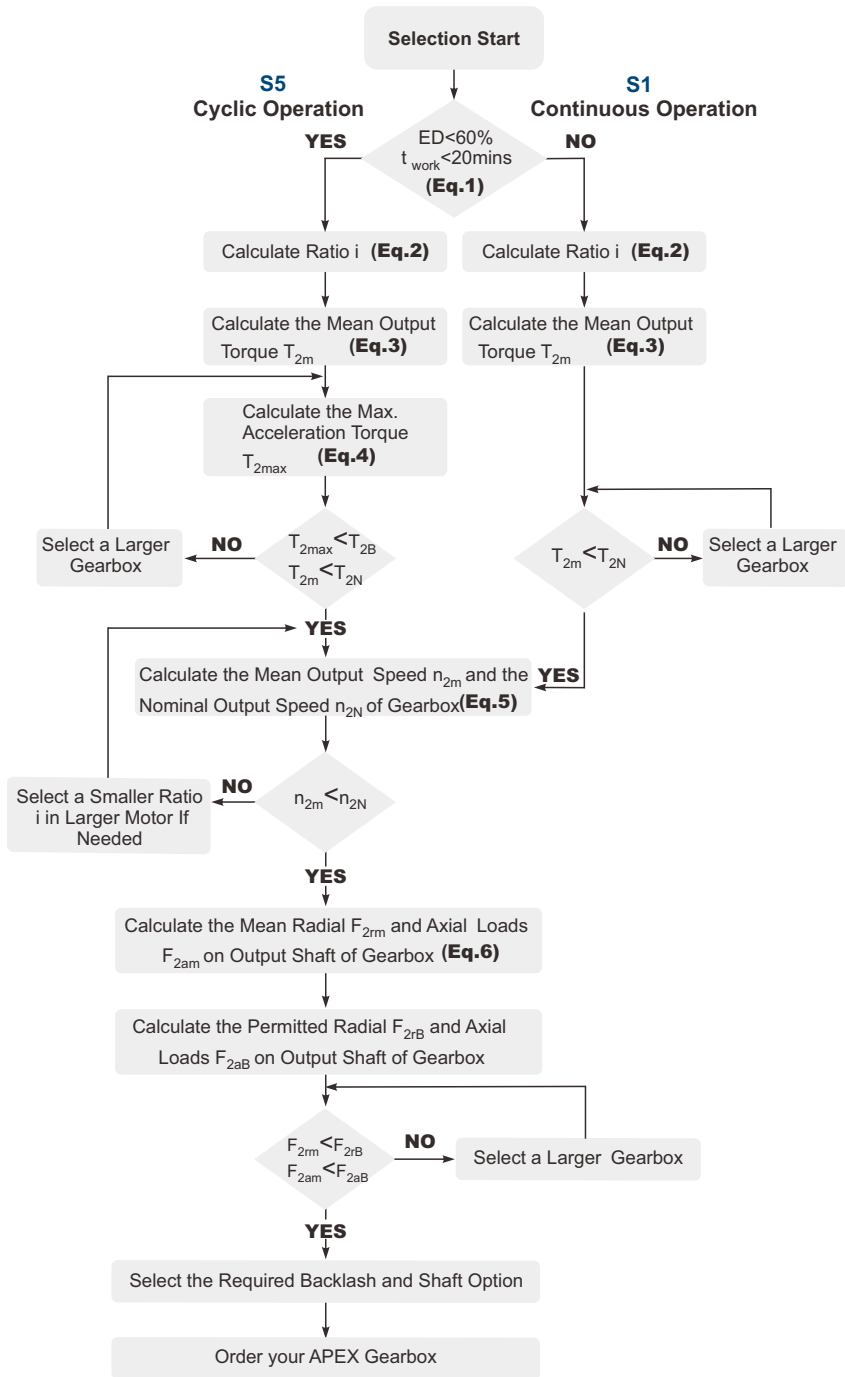 Selection Start
S5
Cyclic Operation
S1
Continuous Operation
YES
ED<60%
t work<20mins
(Eq.1)
NO
Calculate Ratio i (Eq.2)
Calculate Ratio i (Eq.2)
Calculate the Mean Output
Torque T2m (Eq.3)
Calculate the Mean Output
Torque T2m (Eq.3)
Calculate the Max.
Acceleration Torque
T2max (Eq.4)
Select a Larger
Gearbox
NO
T2max<T2B
T2m<T2N
T2m<T2N
NO
Select a Larger
Gearbox
YES
Calculate the Mean Output Speed n2m and the
Nominal Output Speed n2N of Gearbox(Eq.5)
YES
Select a Smaller Ratio
i in Larger Motor If
Needed
NO
n2m<n2N
YES
Calculate the Mean Radial F2rm and Axial Loads
F2am on Output Shaft of Gearbox (Eq.6)
Calculate the Permitted Radial F2rB and Axial
Loads F2aB on Output Shaft of Gearbox
F2rm<F2rB
F2am<F2aB
NO
Select a Larger Gearbox
YES
Select the Required Backlash and Shaft Option
Order your APEX Gearbox